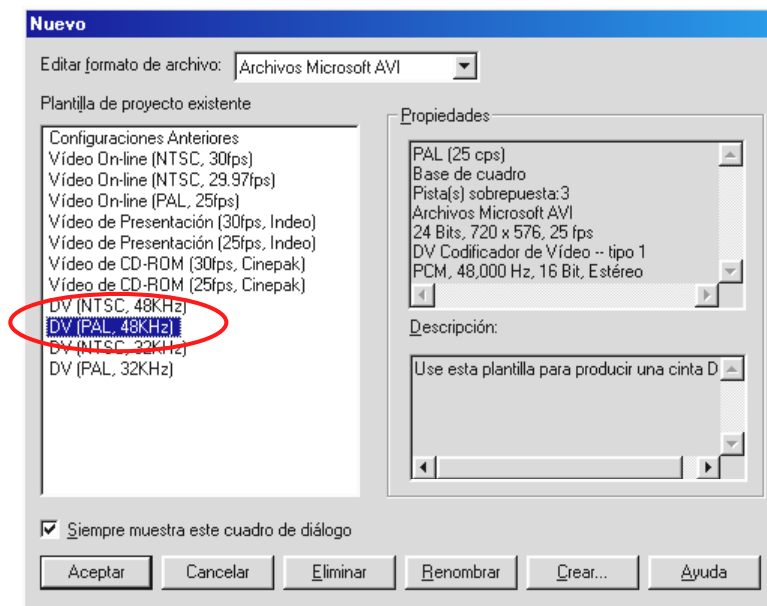 Nuevo
Editar formato de archivo: Archivos Microsoft AVI
Plantilla de proyecto existente
Configuraciones Anteriores
Vídeo On-line (NTSC, 30fps)
Vídeo On-line (NTSC, 29.97fps)
Vídeo On-line (PAL, 25fps)
Vídeo de Presentación (30fps, Indeo)
Vídeo de Presentación (25fps, Indeo)
Vídeo de CD-ROM (30fps, Cinepak)
Vídeo de CD-ROM (25fps, Cinepak)
DV (NTSC, 48KHz)
DV (PAL, 48KHz)
DV (NTSC, 32KHz)
DV (PAL, 32KHz)
Propiedades
PAL (25 cps)
Base de cuadro
Pista(s) sobrepuesta:3
Archivos Microsoft AVI
24 Bits, 720 x 576, 25 fps
DV Codificador de Vídeo -- tipo 1
PCM, 48,000 Hz, 16 Bit, Estéreo
Descripción:
Use esta plantilla para producir una cinta D
Siempre muestra este cuadro de diálogo
Aceptar Cancelar Eliminar Renombrar Crear... Ayuda